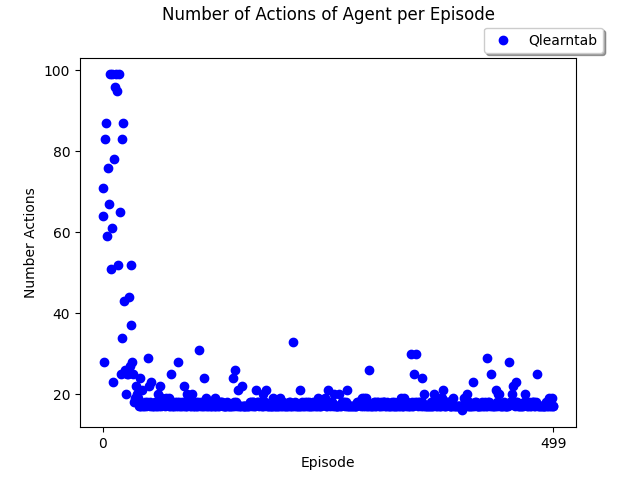 Number of Actions of Agent per Episode
Qlearntab
100
80
60
40
20
Number Actions
0
499
Episode